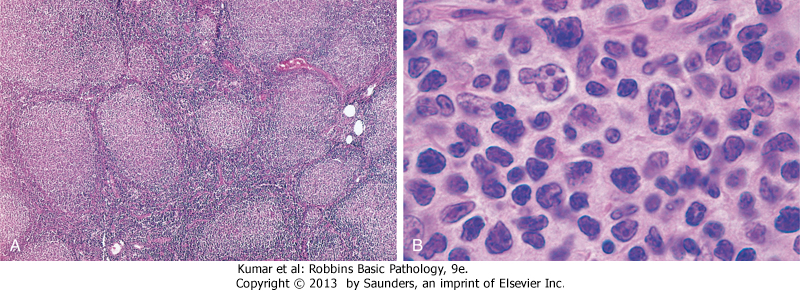 A
B
Kumar et al: Robbins Basic Pathology, 9e.
Copyright © 2013 by Saunders, an imprint of Elsevier Inc.